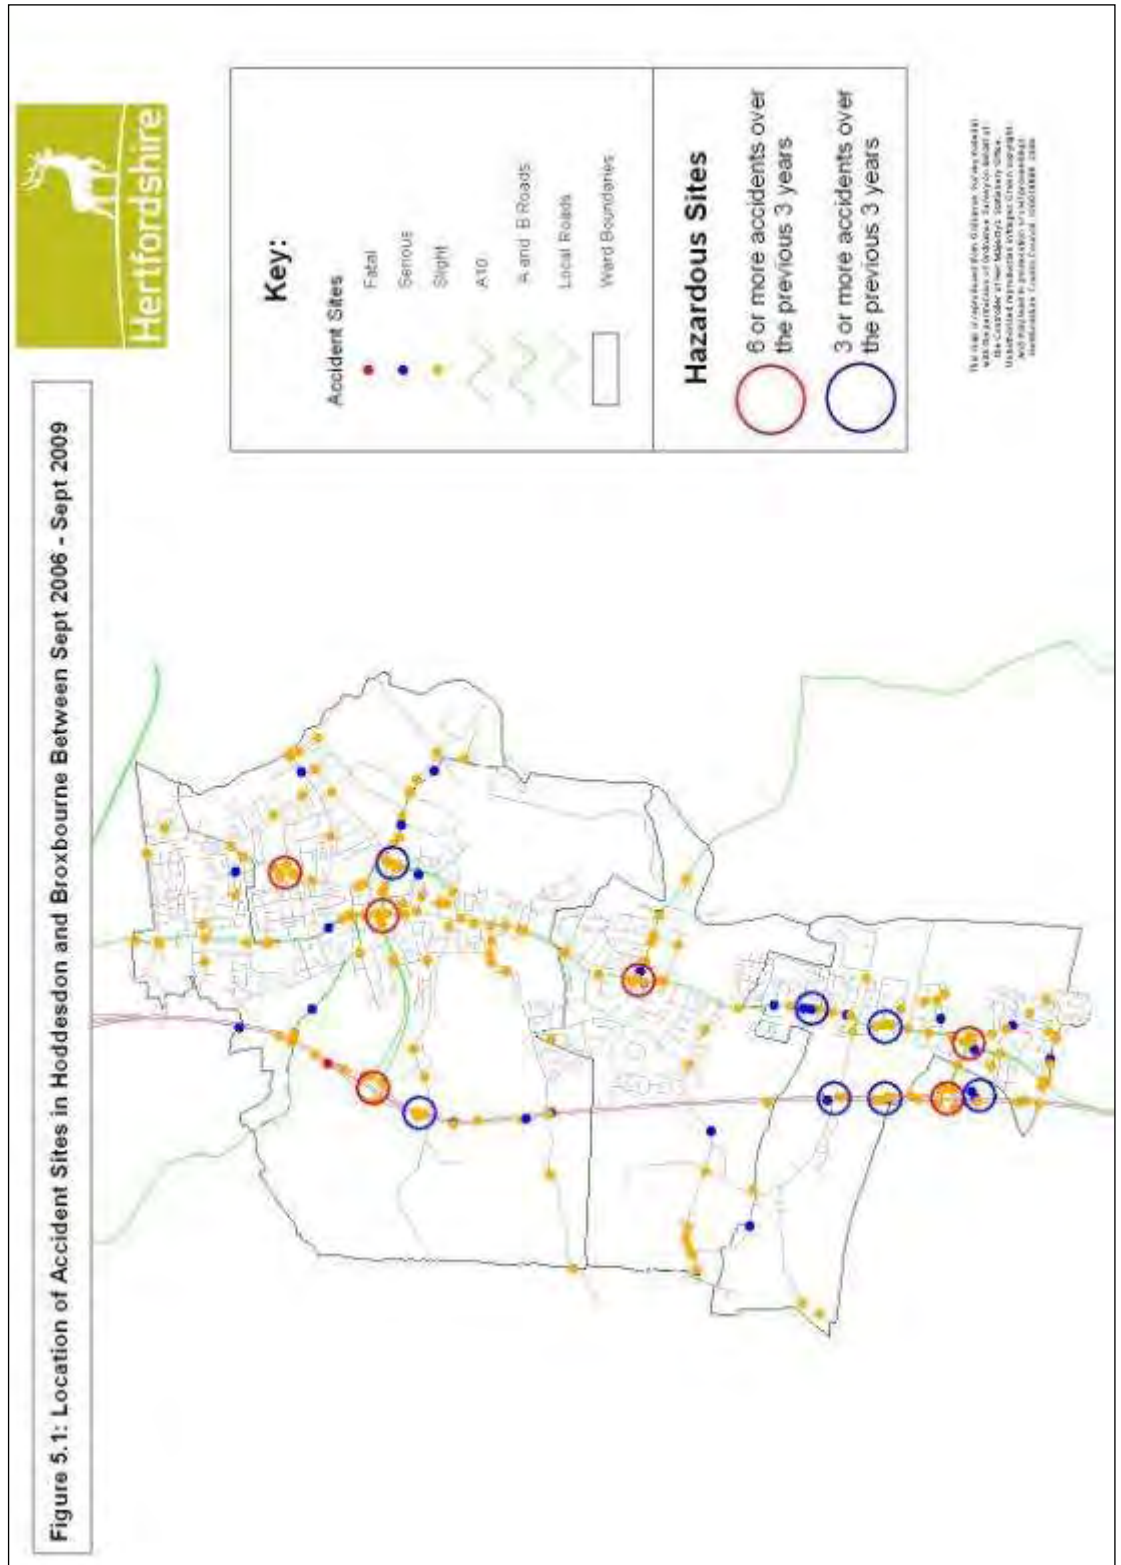 Figure 5.1: Location of Accident Sites in Hoddesdon and Broxbourne Between Sept 2006 - Sept 2009
Hertfordshire
Key:
Accident Sites
Fatal
Serious
Slight
A10
A and B Roads
Local Roads
Ward Boundaries
Hazardous Sites
6 or more accidents over
the previous 3 years
3 or more accidents over
the previous 3 years